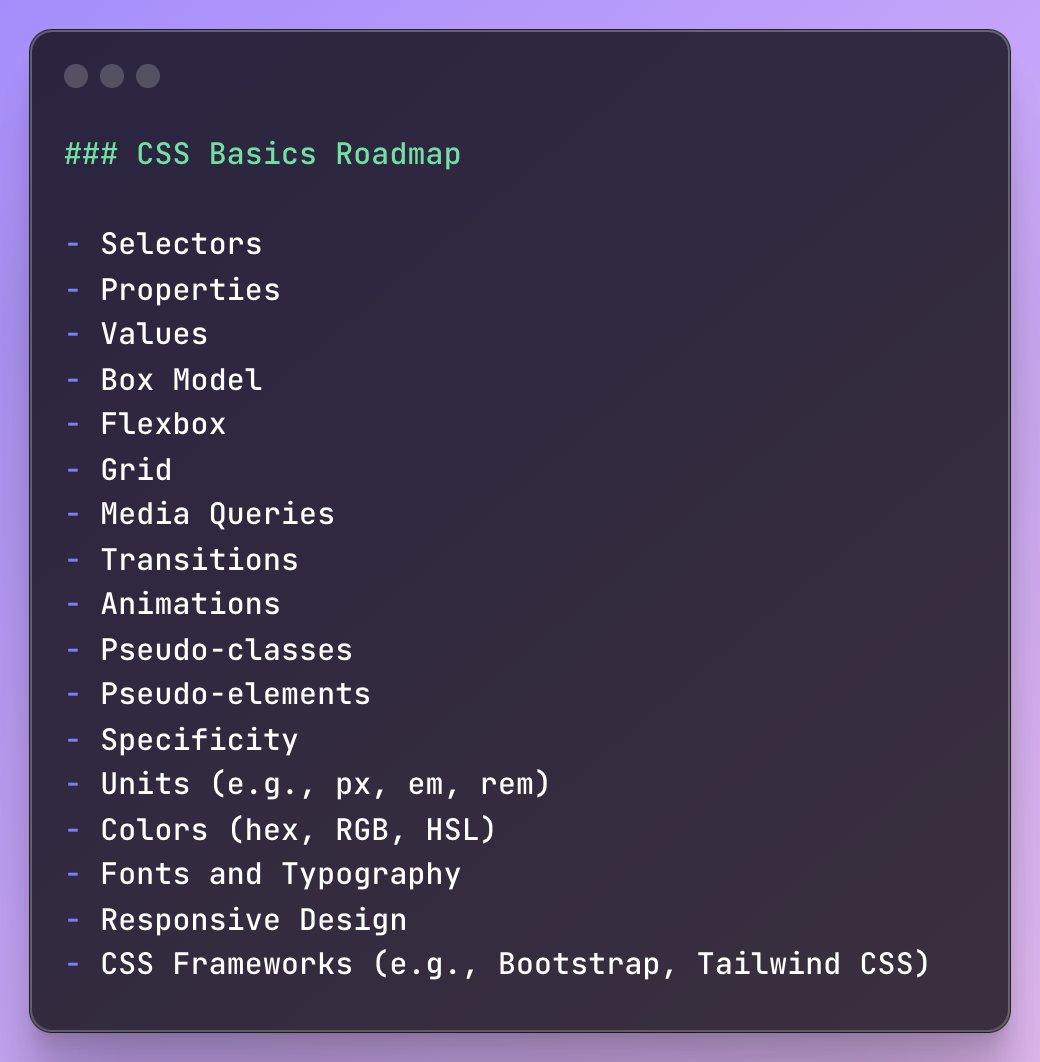 ### CSS Basics Roadmap
- Selectors
- Properties
- Values
- Box Model
- Flexbox
- Grid
- Media Queries
- Transitions
- Animations
- Pseudo-classes
- Pseudo-elements
- Specificity
- Units (e.g., px, em, rem)
- Colors (hex, RGB, HSL)
- Fonts and Typography
- Responsive Design
- CSS Frameworks (e.g., Bootstrap, Tailwind CSS)